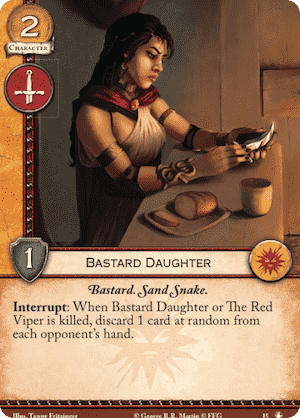 2
CHARACTER
1
BASTARD DAUGHTER
Bastard. Sand Snake.
Interrupt: When Bastard Daughter or The Red
Viper is killed, discard 1 card at random from
each opponent's hand.
Illus. Tawny Fritzinger © George R.R. Martin © FFG 15